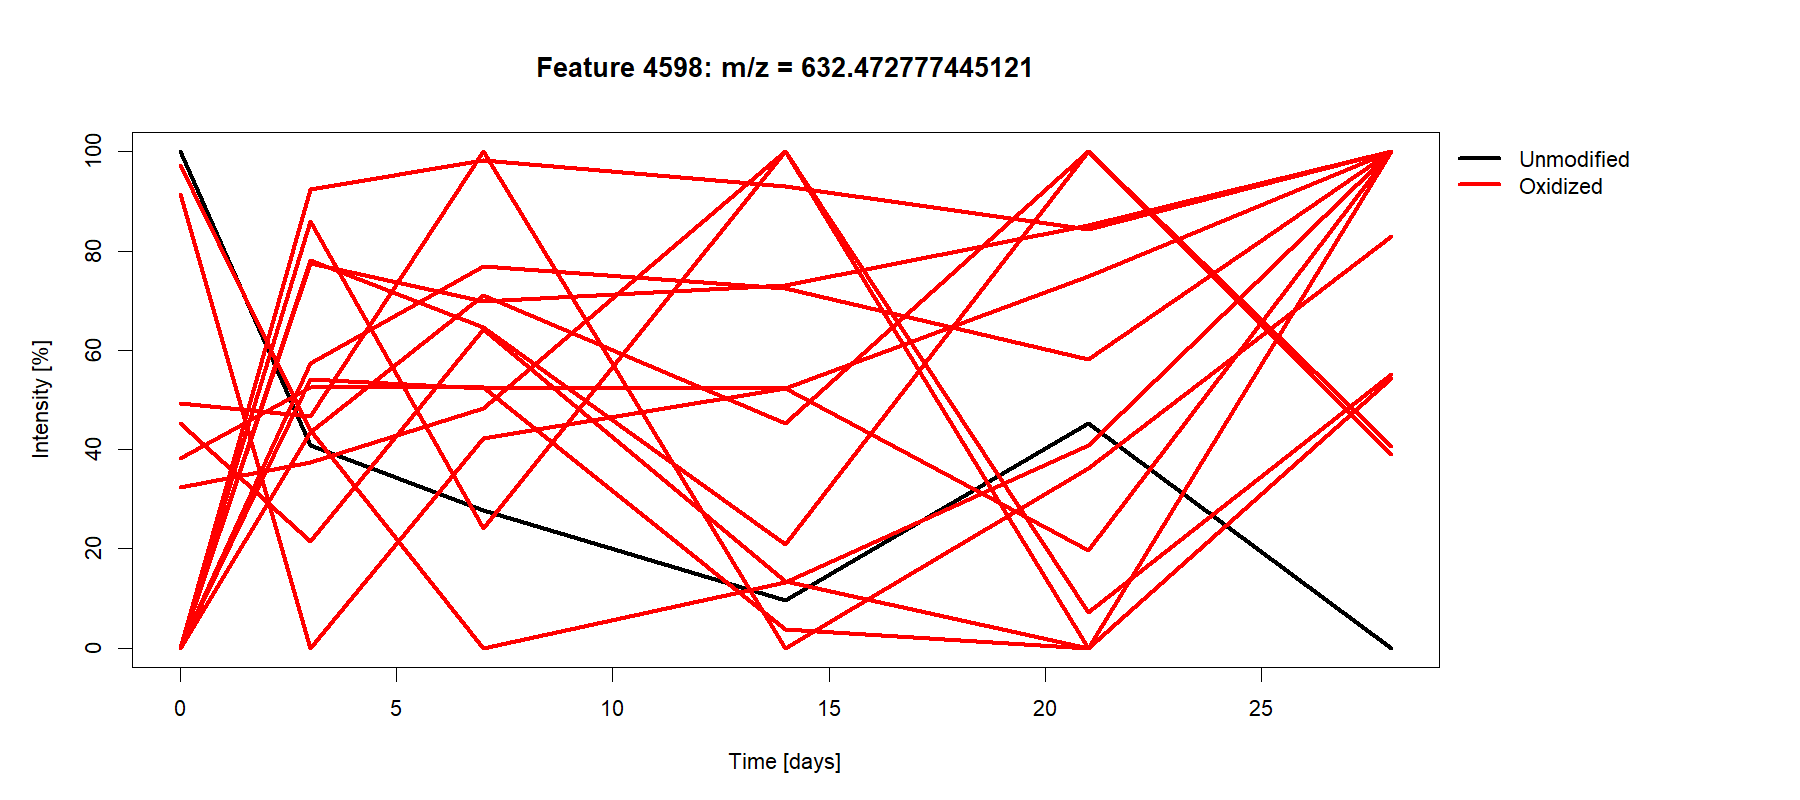 Feature 4598: m/z = 632.472777445121
Unmodified
Oxidized
Intensity [%]
100
80
60
40
20
0
0 5 10 15 20 25
Time [days]